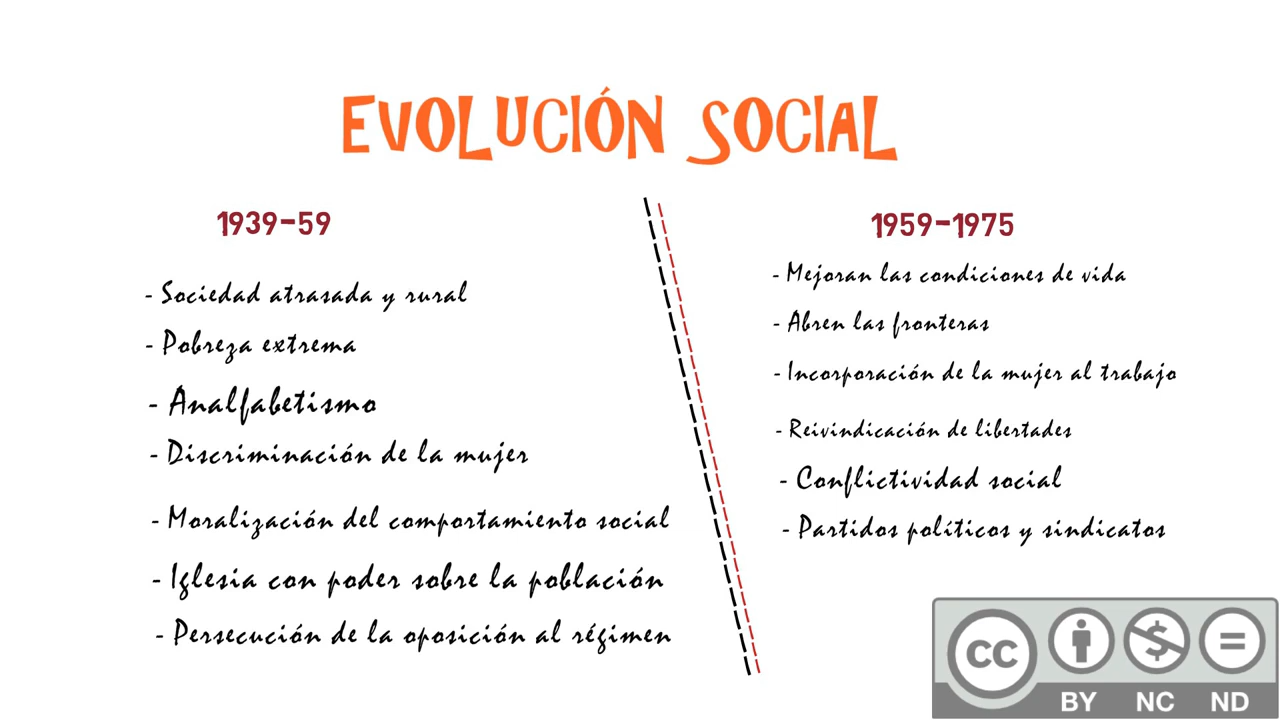 EVOLUCIÓN SOCIAL
1939-59
- Sociedad atrasada y rural
- Pobreza extrema
- Analfabetismo
- Discriminación de la mujer
- Moralización del comportamiento social
- Iglesia con poder sobre la población
- Persecución de la oposición al régimen
1959-1975
- Mejoran las condiciones de vida
- Abren las fronteras
- Incorporación de la mujer al trabajo
- Reivindicación de libertades
- Conflictividad social
- Partidos políticos y sindicatos
CC
BY NC ND